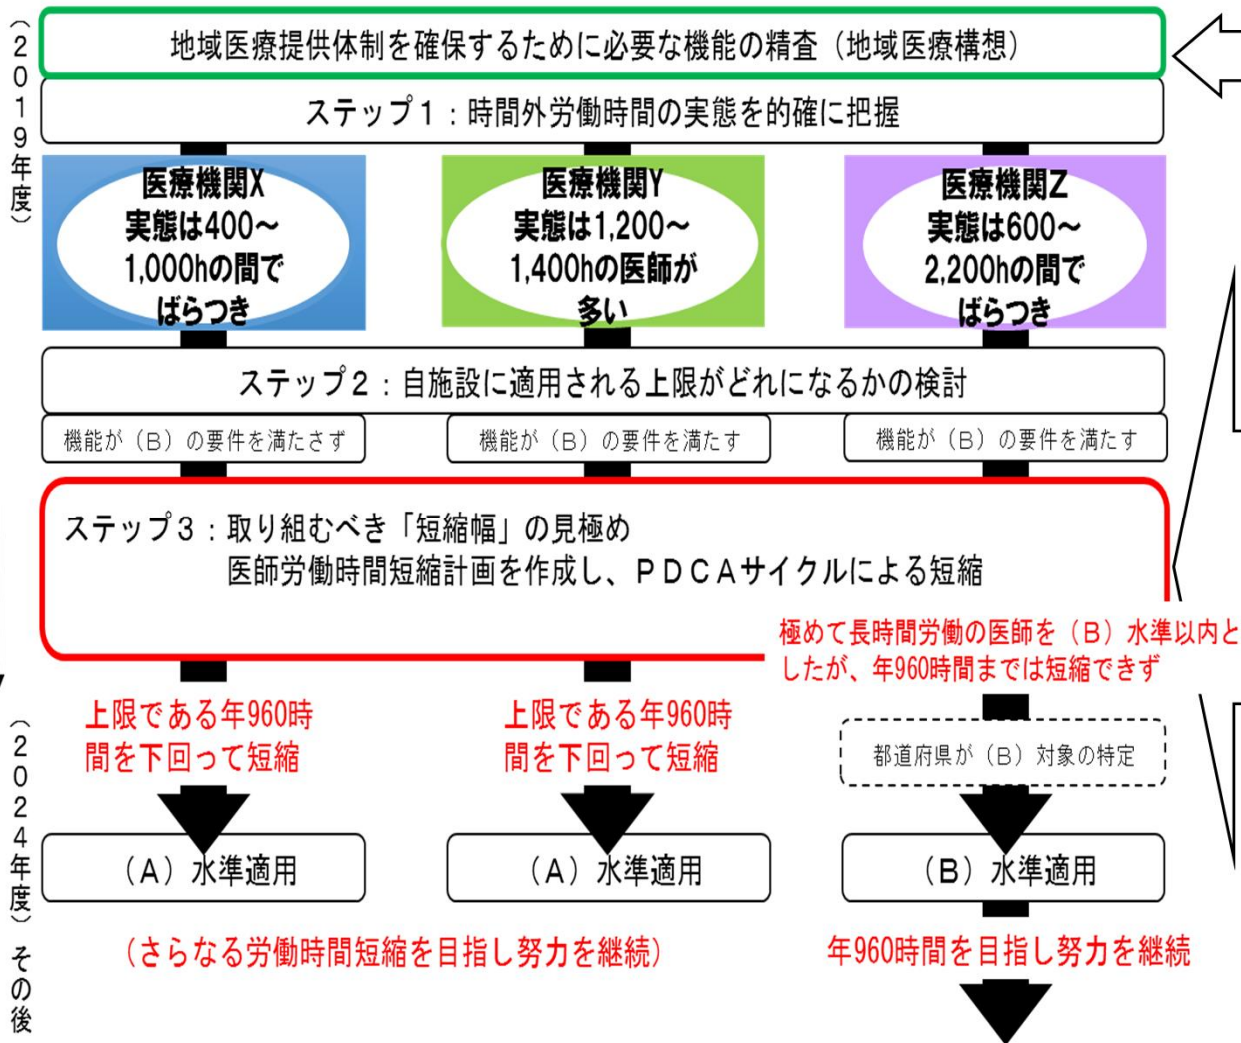 （2019年度）
地域医療提供体制を確保するために必要な機能の精査（地域医療構想）
ステップ１：時間外労働時間の実態を的確に把握
医療機関X
実態は400～
1,000hの間で
ばらつき
医療機関Y
実態は1,200～
1,400hの医師が
多い
医療機関Z
実態は600～
2,200hの間で
ばらつき
ステップ２：自施設に適用される上限がどれになるかの検討
機能が（B）の要件を満たさず
機能が（B）の要件を満たす
機能が（B）の要件を満たす
ステップ３：取り組むべき「短縮幅」の見極め
医師労働時間短縮計画を作成し、ＰＤＣＡサイクルによる短縮
極めて長時間労働の医師を（B）水準以内と
したが、年960時間までは短縮できず
上限である年960時
間を下回って短縮
上限である年960時
間を下回って短縮
都道府県が（B）対象の特定
（2024年度）その後
（A）水準適用
（A）水準適用
（B）水準適用
（さらなる労働時間短縮を目指し努力を継続）
年960時間を目指し努力を継続